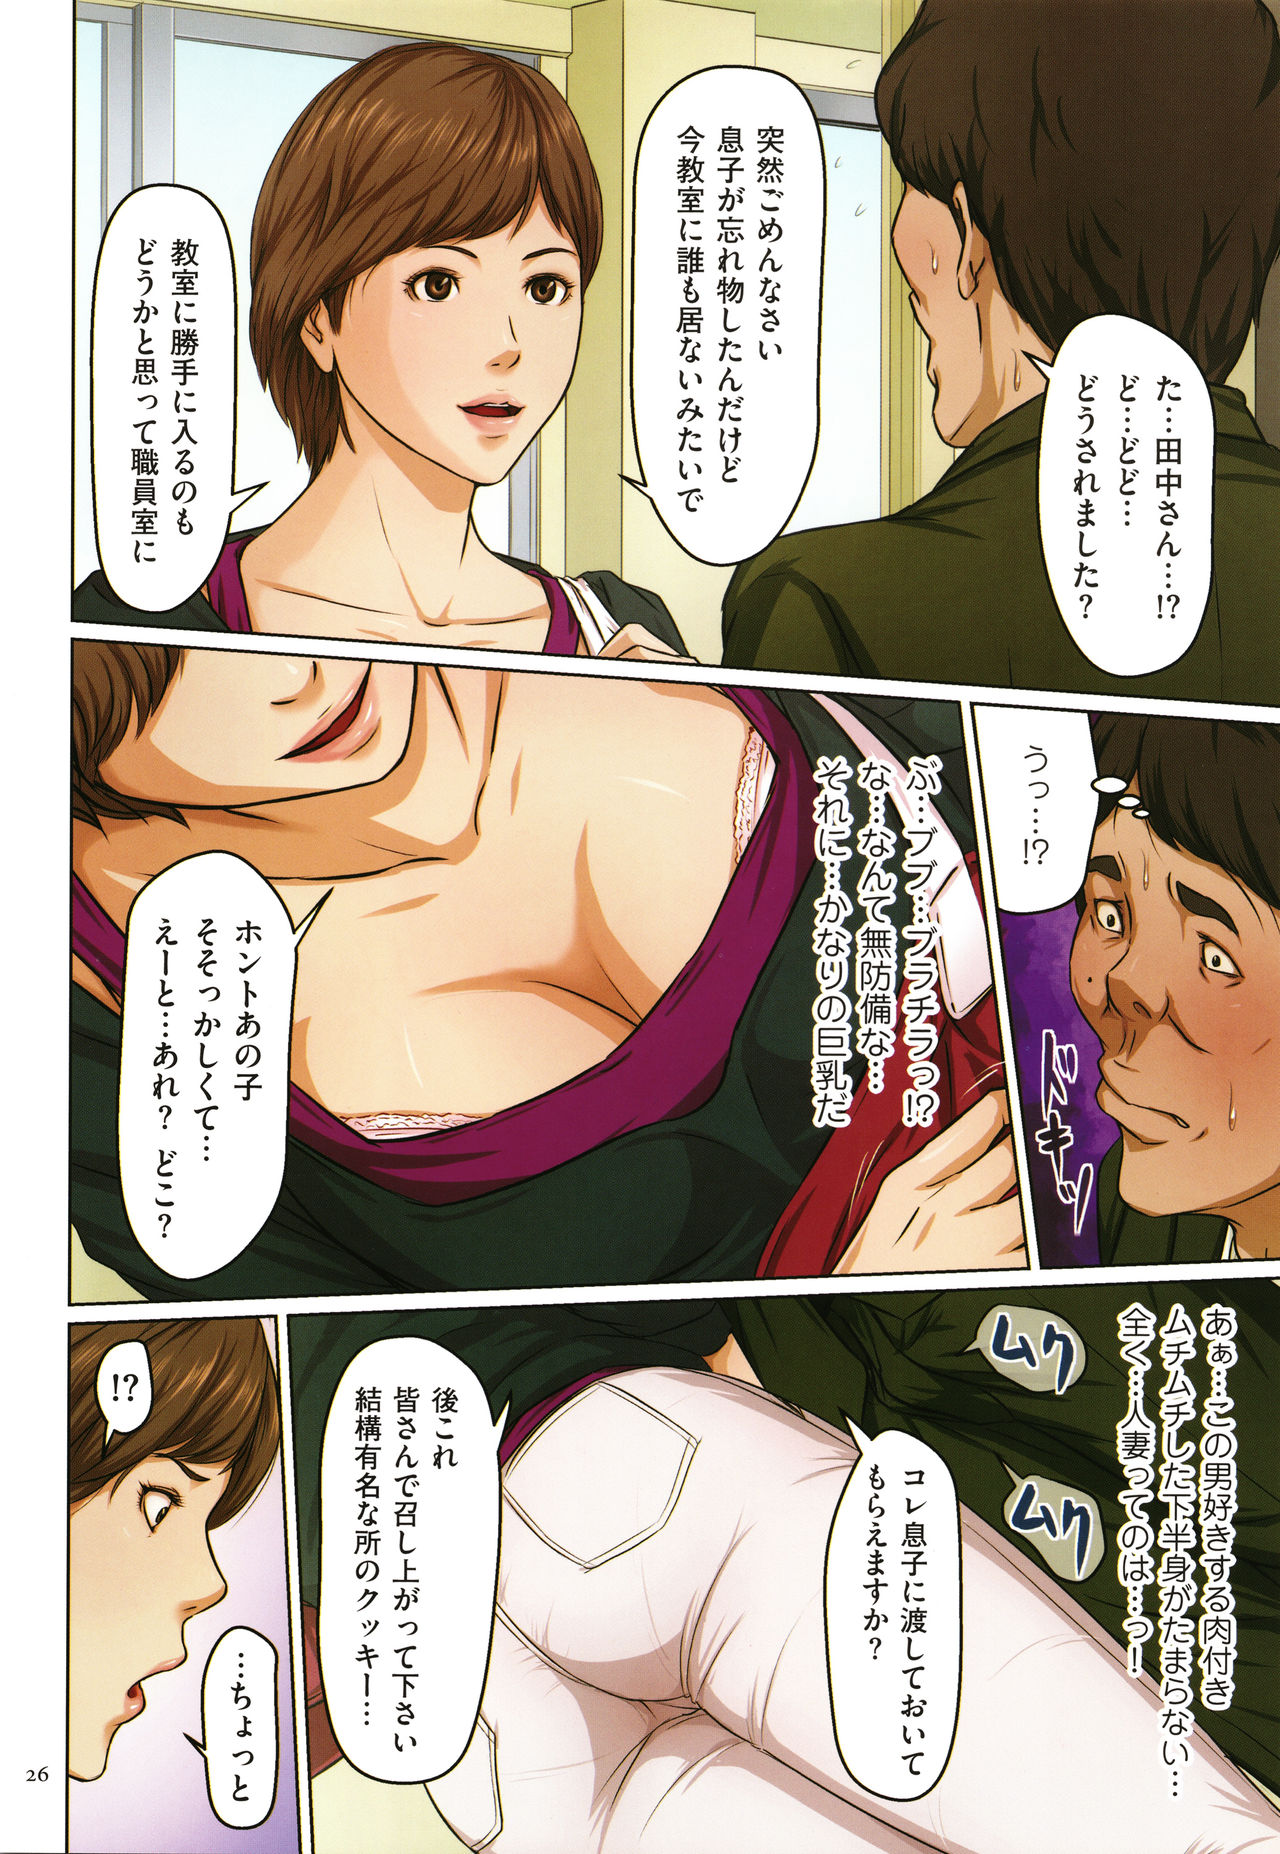 た…田中さん…!?
ど…どど…
どうされました?
突然ごめんなさい
息子が忘れ物したんだけど
今教室に誰も居ないみたいで
教室に勝手に入るのも
どうかと思って職員室に
うっ…!?
ドキッ
ぶ…ブブ…ブラチラっ!?
な…なんて無防備な…
それに…かなりの巨乳だ
ホントあの子
そそっかしくて…
えーと…あれ? どこ?
あぁ…この男好きする肉付き
ムチムチした下半身がたまらない…
全く…人妻ってのは…っ!
ムク
ムク
コレ息子に渡しておいて
もらえますか?
後これ
皆さんで召し上がって下さい
結構有名な所のクッキー…
!?
…ちょっと
26